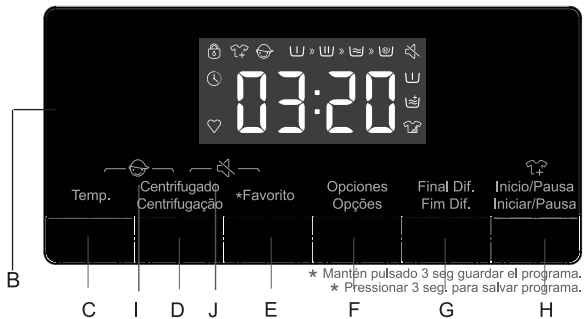 03:20
Temp.
Centrifugado
Centrifugação
*Favorito
Opciones
Opções
Final Dif.
Fim Dif.
Inicio/Pausa
Iniciar/Pausa
* Mantén pulsado 3 seg guardar el programa.
* Pressionar 3 seg. para salvar programa.
B
C
I
D
J
E
F
G
H